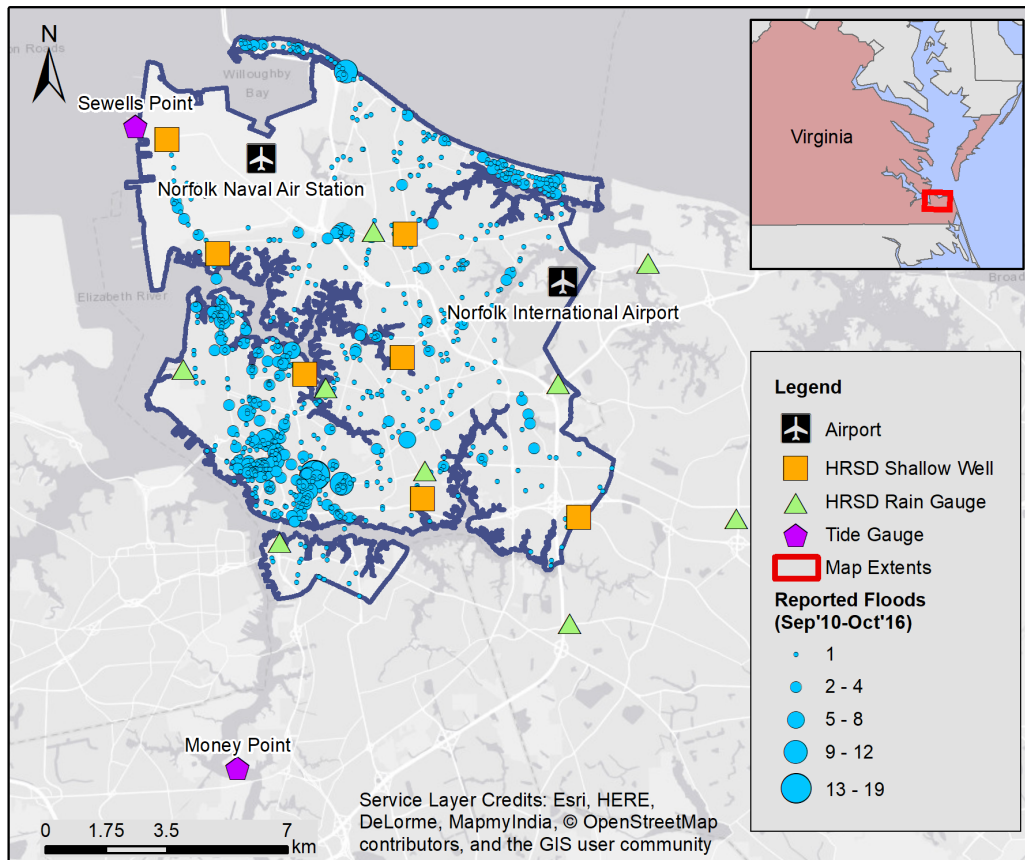 on Roads
N
Willoughby
Bay
Sewells Point
Virginia
Norfolk Naval Air Station
Elizabeth River
Norfolk International Airport
Broad
Legend
Airport
HRSD Shallow Well
HRSD Rain Gauge
Tide Gauge
Map Extents
Reported Floods
(Sep'10-Oct'16)
1
2 - 4
5 - 8
9 - 12
13 - 19
Money Point
0 1.75 3.5 7
km
Service Layer Credits: Esri, HERE,
DeLorme, MapmyIndia, © OpenStreetMap
contributors, and the GIS user community